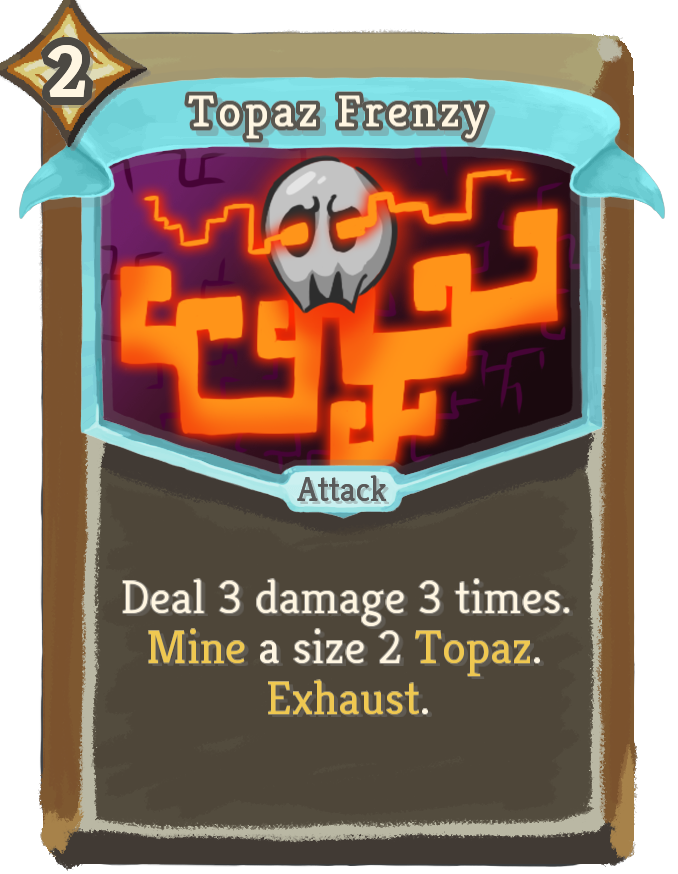 2
Topaz Frenzy
Attack
Deal 3 damage 3 times.
Mine a size 2 Topaz.
Exhaust.